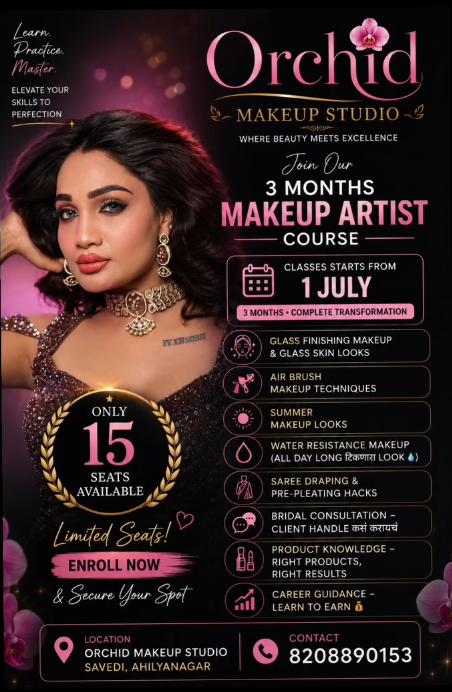 Learn.
Practice.
Master.
ELEVATE YOUR
SKILLS TO
PERFECTION
Orchid
MAKEUP STUDIO
WHERE BEAUTY MEETS EXCELLENCE
Join Our
3 MONTHS
MAKEUP ARTIST
COURSE
CLASSES STARTS FROM
1 JULY
3 MONTHS • COMPLETE TRANSFORMATION
GLASS FINISHING MAKEUP
& GLASS SKIN LOOKS
AIR BRUSH
MAKEUP TECHNIQUES
SUMMER
MAKEUP LOOKS
WATER RESISTANCE MAKEUP
(ALL DAY LONG टिकणारा LOOK 💧)
SAREE DRAPING &
PRE-PLEATING HACKS
BRIDAL CONSULTATION –
CLIENT HANDLE कसं करायचं
PRODUCT KNOWLEDGE –
RIGHT PRODUCTS,
RIGHT RESULTS
CAREER GUIDANCE –
LEARN TO EARN 💰
ONLY
15
SEATS
AVAILABLE
Limited Seats!
ENROLL NOW
& Secure Your Spot
LOCATION
ORCHID MAKEUP STUDIO
SAVEDI, AHILYANAGAR
CONTACT
8208890153